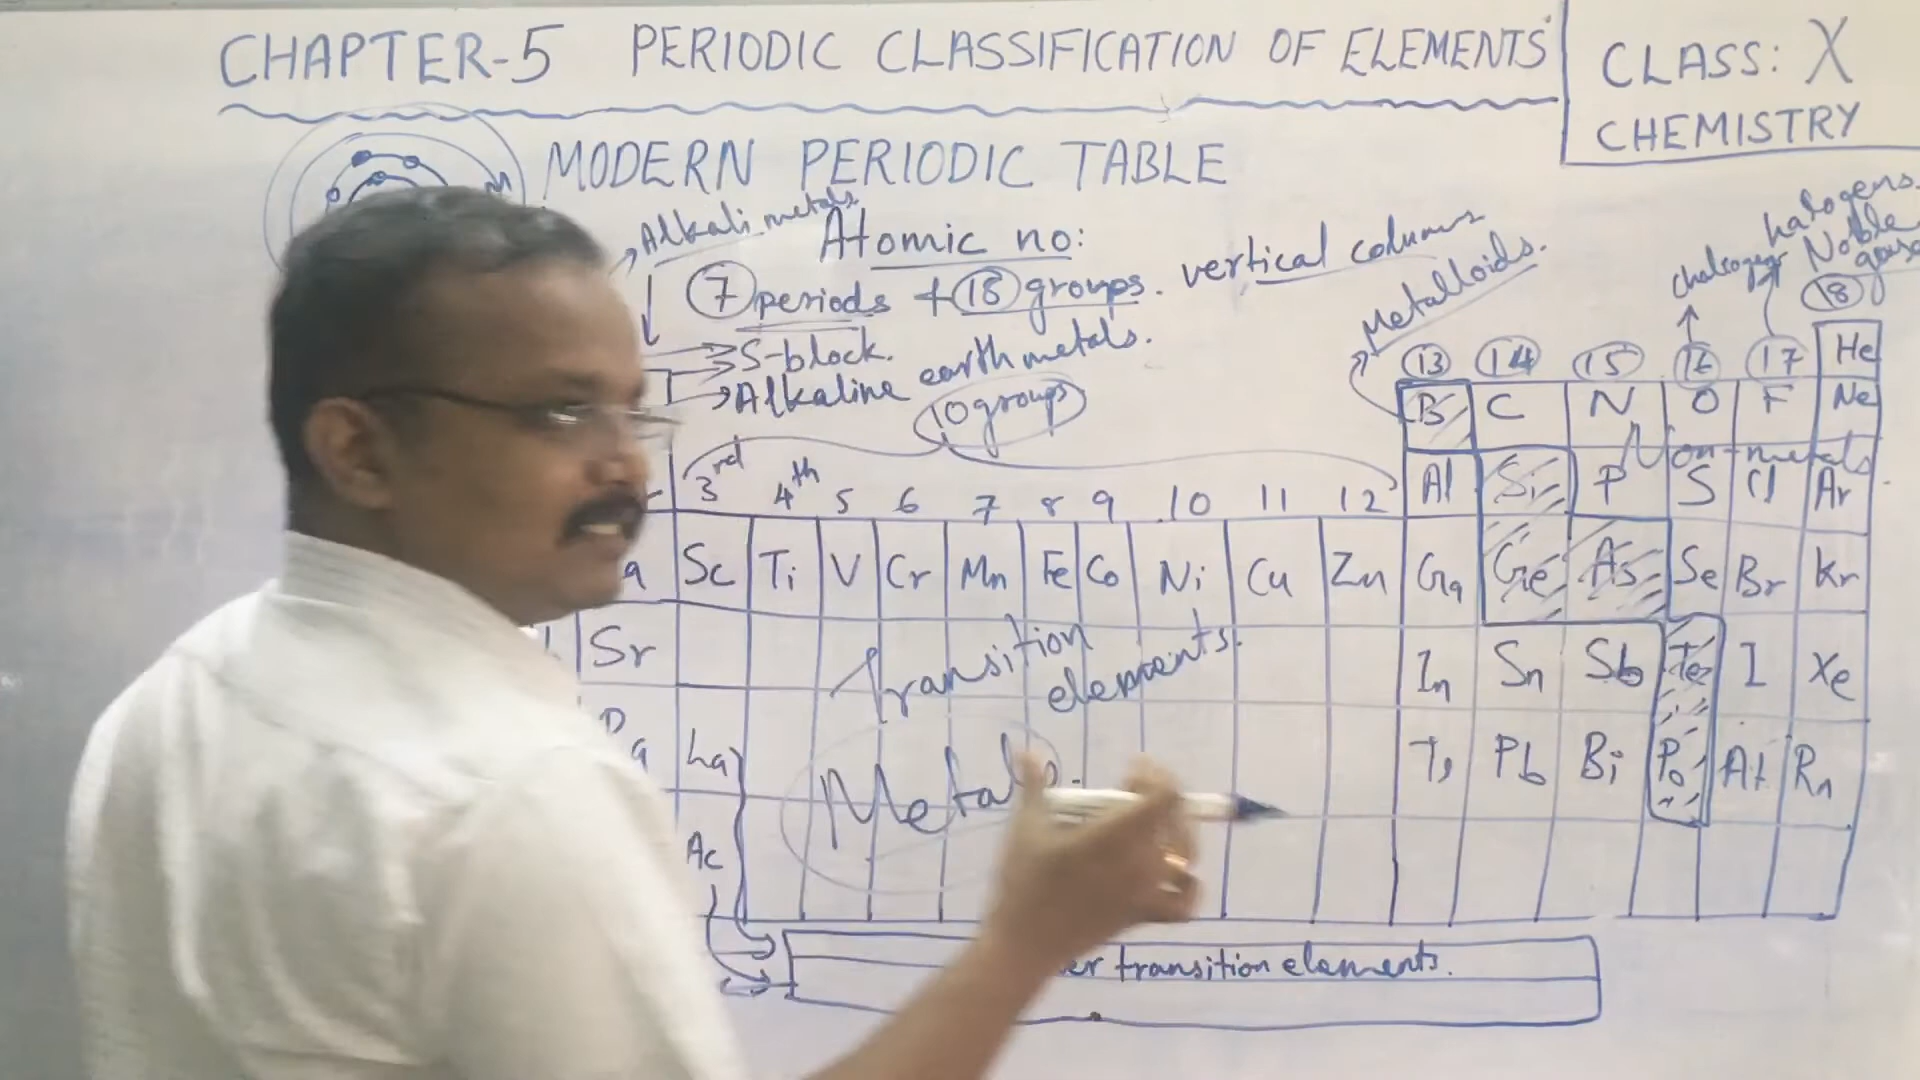 CHAPTER-5 PERIODIC CLASSIFICATION OF ELEMENTS
CLASS: X
CHEMISTRY
MODERN PERIODIC TABLE
Alkali metals
Atomic no:
7 periods + 18 groups. vertical columns
S-block.
Alkaline earth metals.
10 groups
Metalloids.
halogens.
Noble
18
13 14 15 16 17 He
B C N O F Ne
Non-metals
3rd 4th 5 6 7 8 9 10 11 12 Al Si P S Cl Ar
a Sc Ti V Cr Mn Fe Co Ni Cu Zn Ga Ge As Se Br Kr
Sr In Sn Sb Te I Xe
Transition
elements.
La Pb Bi Po At Rn
Metals.
Ac
er transition elements.